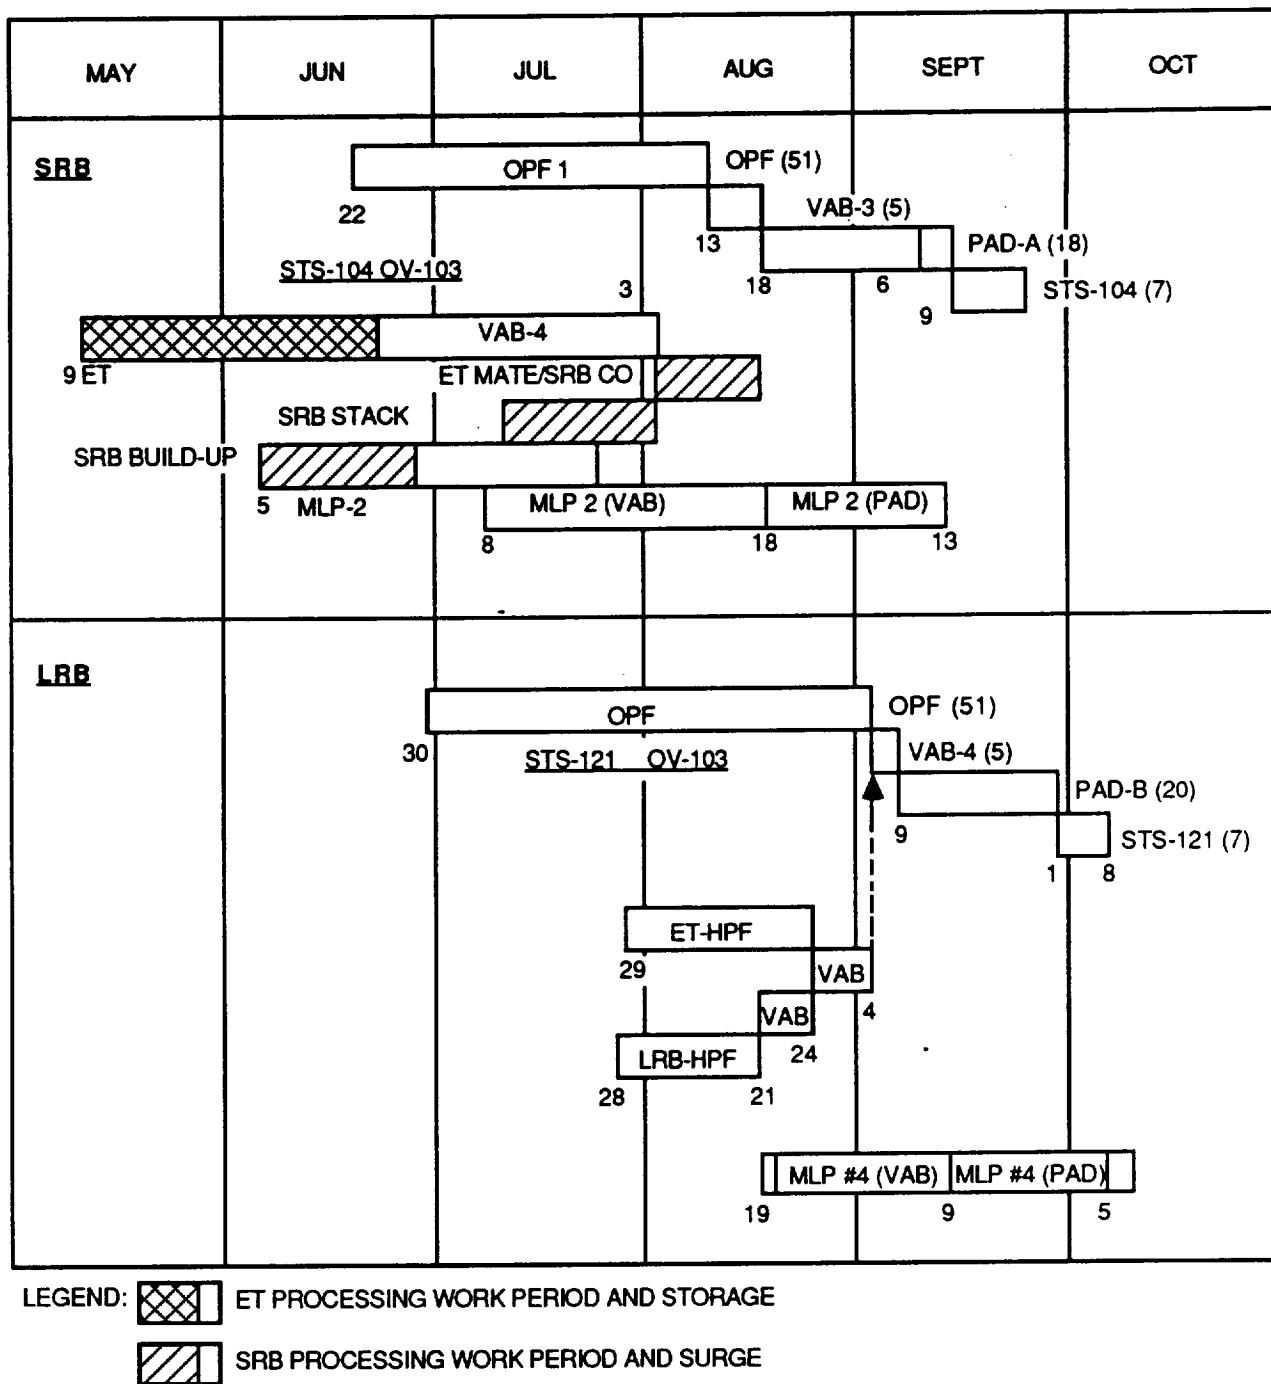 MAY JUN JUL AUG SEPT OCT
SRB
OPF 1
OPF (51)
22
13
VAB-3 (5)
18
6
PAD-A (18)
STS-104 OV-103
3
9
STS-104 (7)
VAB-4
9 ET
ET MATE/SRB CO
SRB STACK
SRB BUILD-UP
5
MLP-2
MLP 2 (VAB)
MLP 2 (PAD)
8
18
13
LRB
OPF
OPF (51)
30
STS-121 OV-103
VAB-4 (5)
PAD-B (20)
9
STS-121 (7)
1
8
ET-HPF
29
VAB
4
VAB
24
LRB-HPF
28
21
MLP #4 (VAB)
MLP #4 (PAD)
19
9
5
LEGEND:
ET PROCESSING WORK PERIOD AND STORAGE
SRB PROCESSING WORK PERIOD AND SURGE